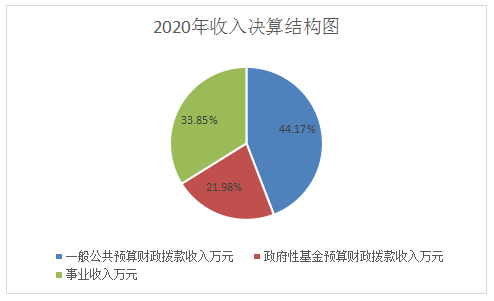 2020年收入决算结构图
33.85%
44.17%
21.98%
一般公共预算财政拨款收入万元
政府性基金预算财政拨款收入万元
事业收入万元